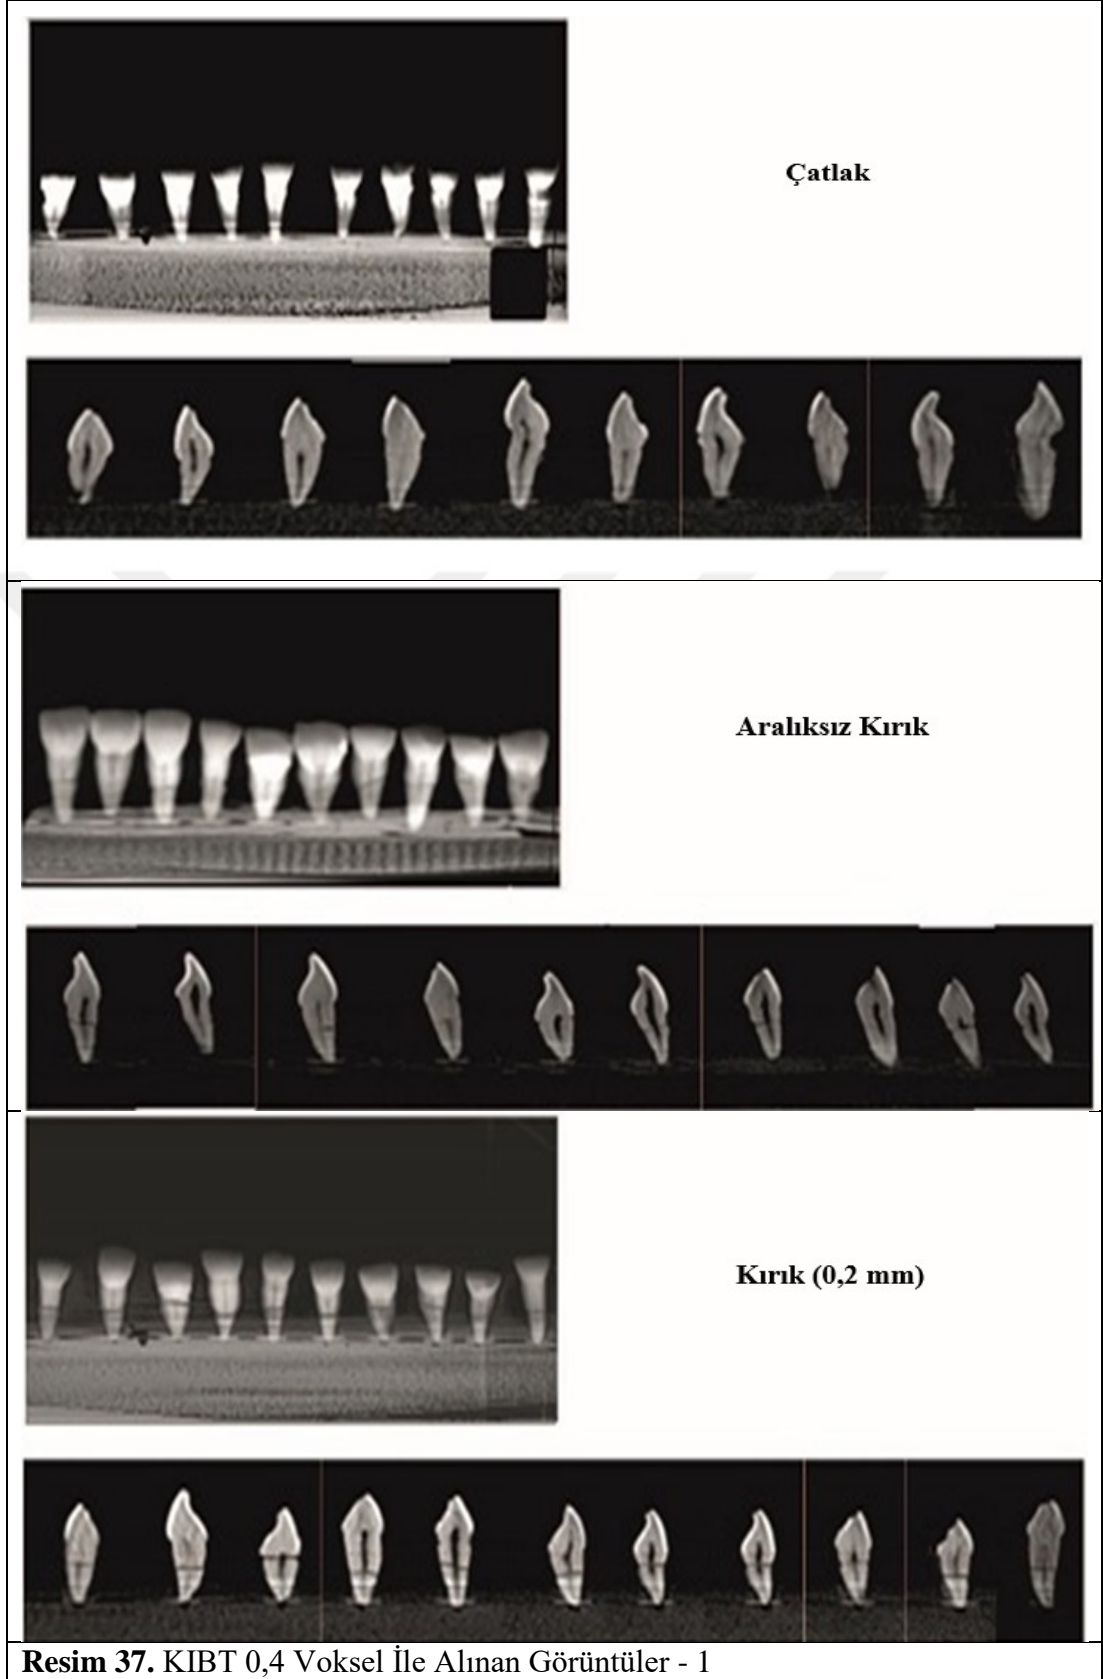 Çatlak
Aralıksız Kırık
Kırık (0,2 mm)
Resim 37. KIBT 0,4 Voksel İle Alınan Görüntüler - 1